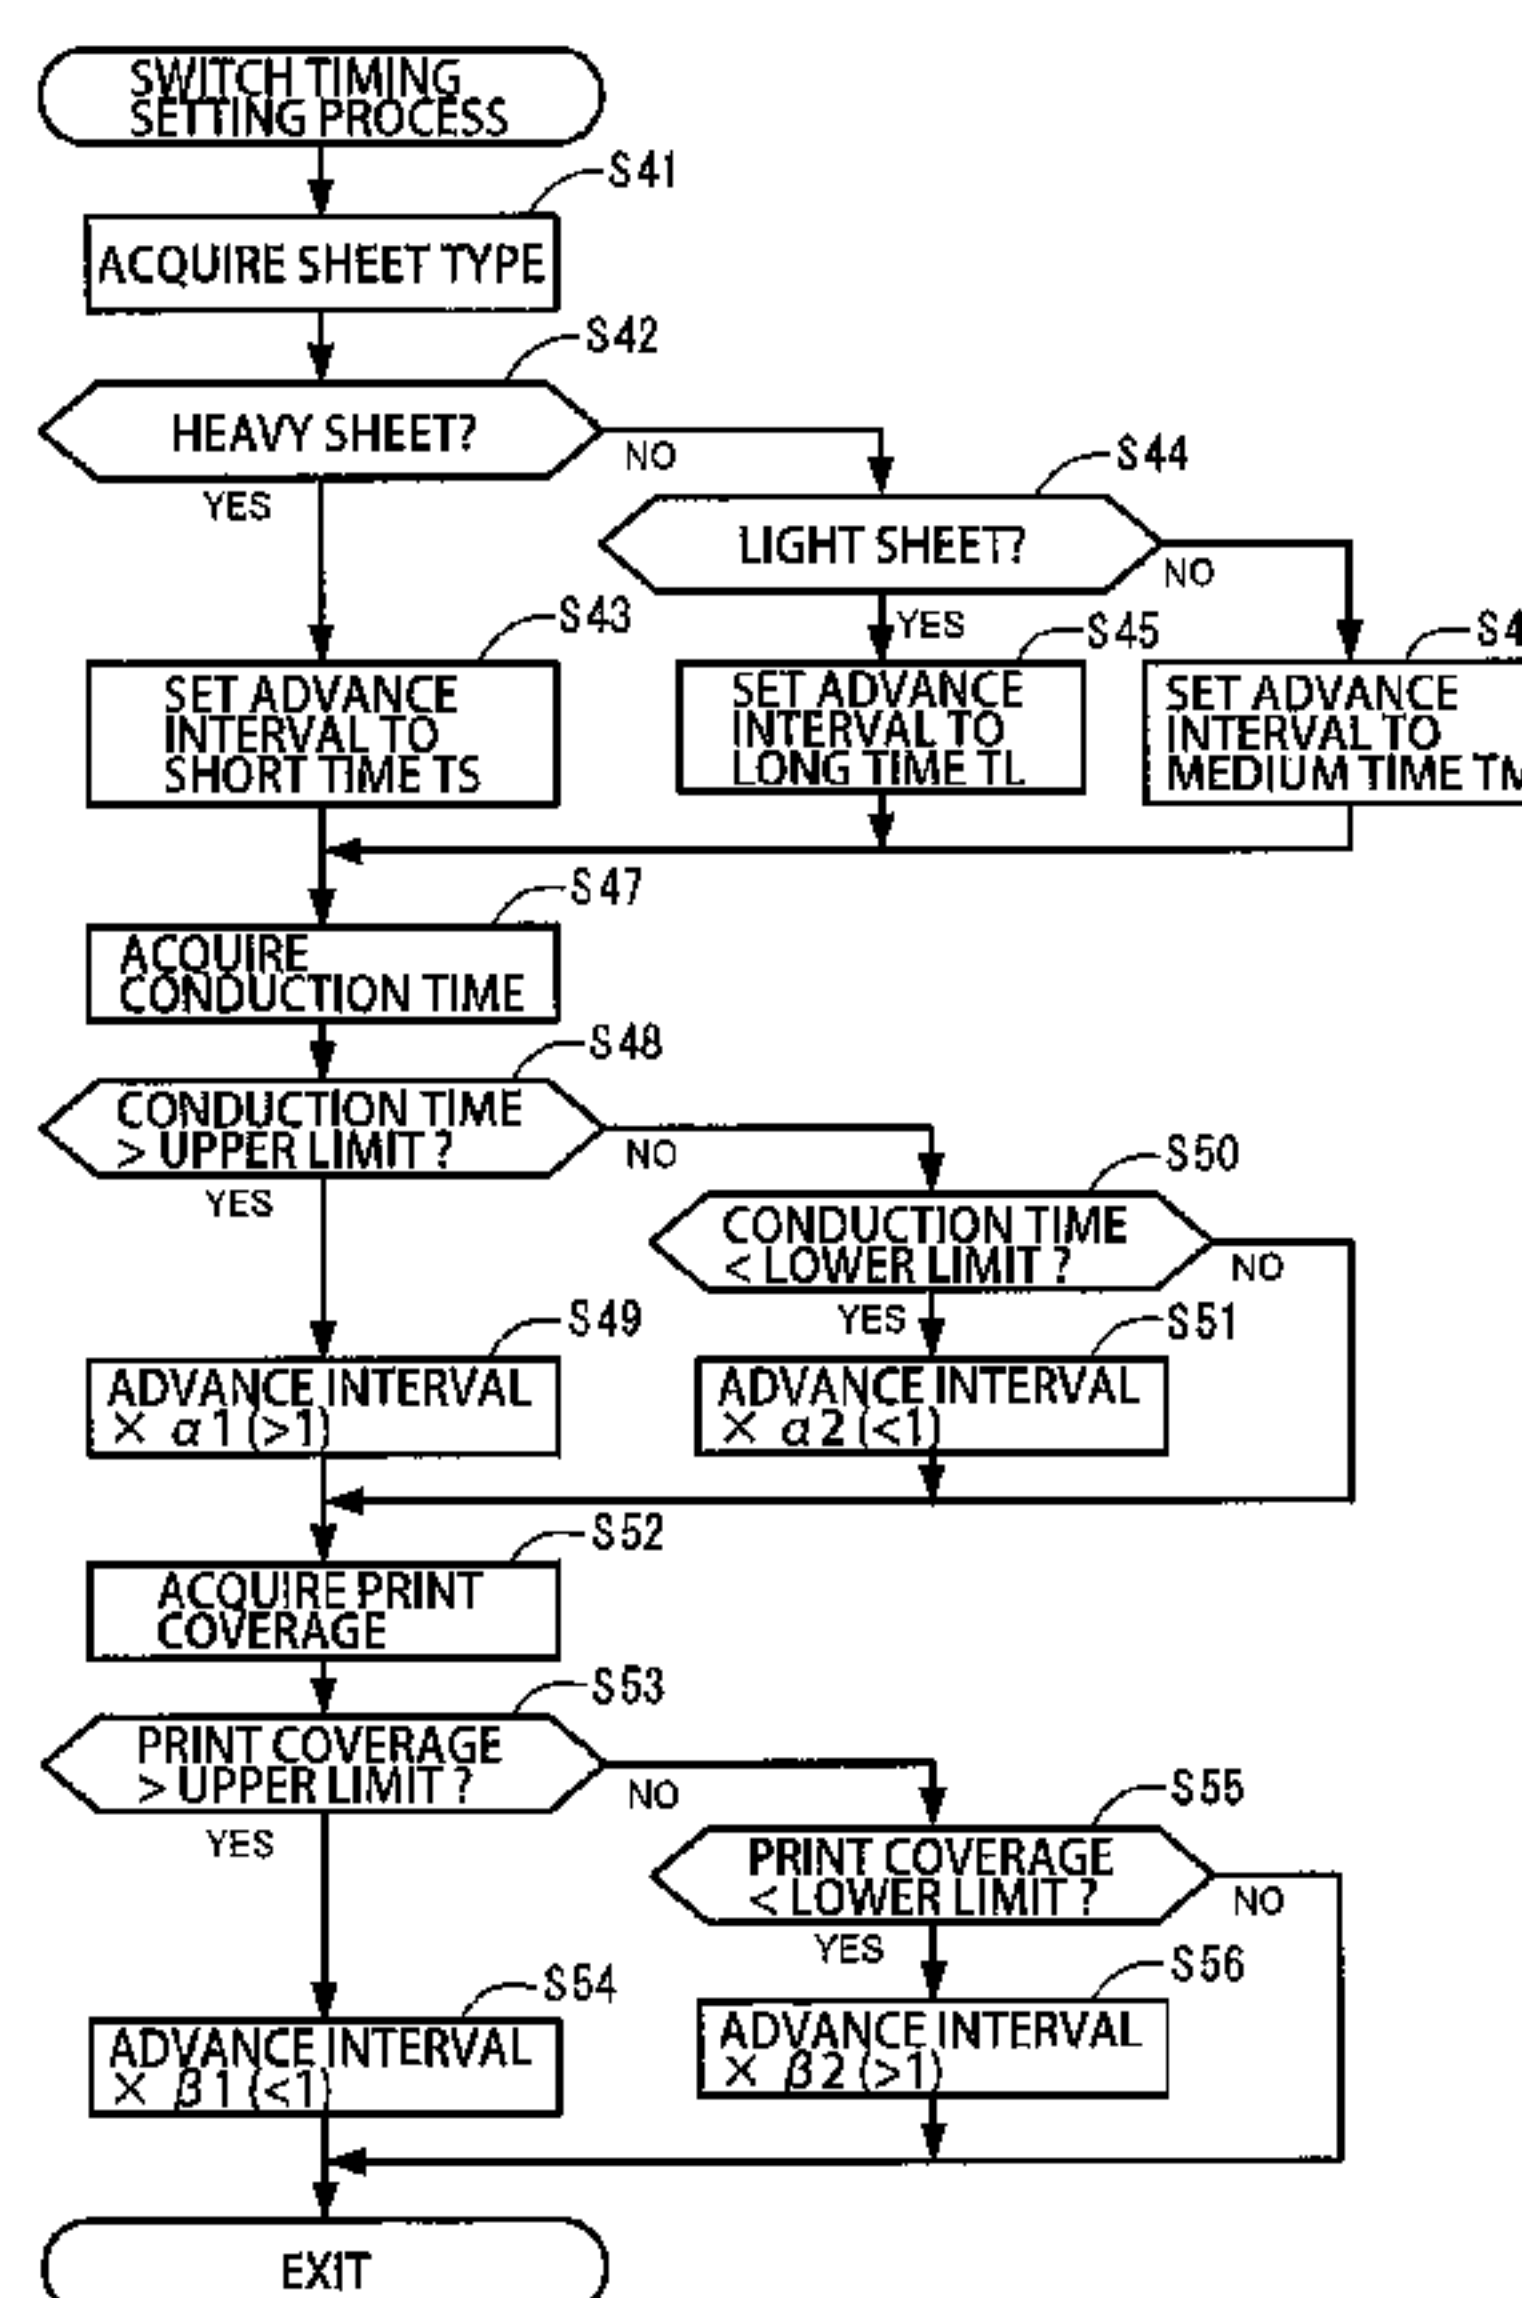 SWITCH TIMING
SETTING PROCESS
S41
ACQUIRE SHEET TYPE
S42
HEAVY SHEET?
NO
YES
S44
LIGHT SHEET?
NO
YES
S43
SET ADVANCE
INTERVAL TO
SHORT TIME TS
S45
SET ADVANCE
INTERVAL TO
LONG TIME TL
S4
SET ADVANCE
INTERVAL TO
MEDIUM TIME TM
S47
ACQUIRE
CONDUCTION TIME
S48
CONDUCTION TIME
> UPPER LIMIT ?
NO
YES
S50
CONDUCTION TIME
< LOWER LIMIT ?
NO
YES
S49
ADVANCE INTERVAL
× α1 (>1)
S51
ADVANCE INTERVAL
× α2 (<1)
S52
ACQUIRE PRINT
COVERAGE
S53
PRINT COVERAGE
> UPPER LIMIT ?
NO
YES
S55
PRINT COVERAGE
< LOWER LIMIT ?
NO
YES
S54
ADVANCE INTERVAL
× β1 (<1)
S56
ADVANCE INTERVAL
× β2 (>1)
EXIT